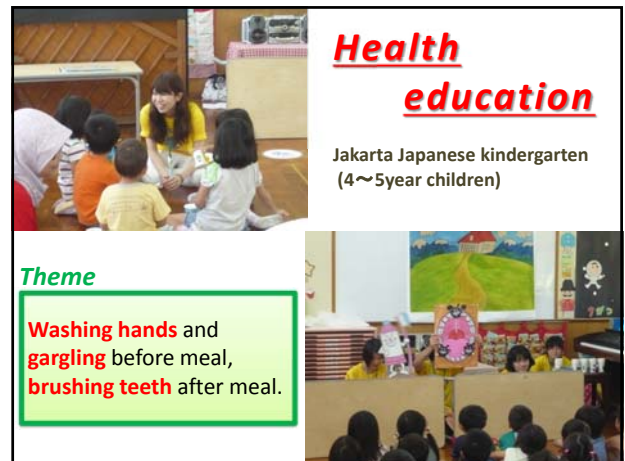 Health
education
Jakarta Japanese kindergarten
(4～5year children)
Theme
Washing hands and
gargling before meal,
brushing teeth after meal.